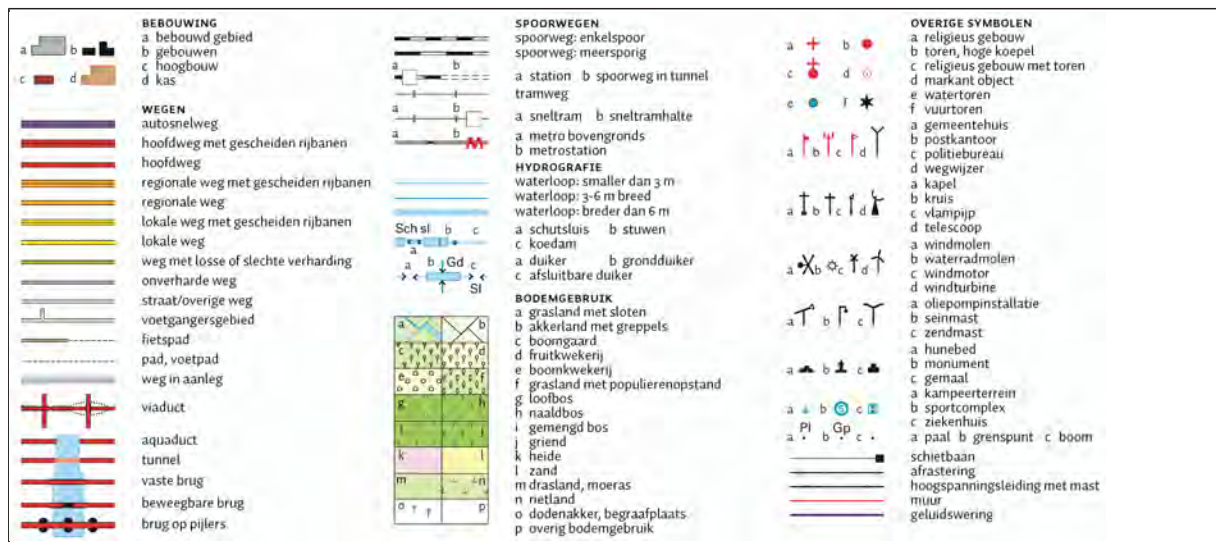 BEBOUWING
a bebouwd gebied
a b b gebouwen
c hoogbouw
c d d kas
WEGEN
autosnelweg
hoofdweg met gescheiden rijbanen
hoofdweg
regionale weg met gescheiden rijbanen
regionale weg
lokale weg met gescheiden rijbanen
lokale weg
weg met losse of slechte verharding
onverharde weg
straat/overige weg
voetgangersgebied
fietspad
pad, voetpad
weg in aanleg
viaduct
aquaduct
tunnel
vaste brug
beweegbare brug
brug op pijlers
SPOORWEGEN
spoorweg: enkelspoor
spoorweg: meersporig
a b
a station b spoorweg in tunnel
tramweg
a b
a sneltram b sneltramhalte
a b a metro bovengronds
b metrostation
HYDROGRAFIE
waterloop: smaller dan 3 m
waterloop: 3-6 m breed
waterloop: breder dan 6 m
Sch sl b c a schutsluis b stuwen
a c koedam
a b Gd c a duiker b grondduiker
Sl c afsluitbare duiker
BODEMGEBRUIK
a grasland met sloten
a b b akkerland met greppels
c boomgaard
c d d fruitkwekerij
e boomkwekerij
e f f grasland met populierenopstand
g loofbos
g h h naaldbos
i gemengd bos
i j j griend
k heide
k l l zand
m drasland, moeras
m n n rietland
o dodenakker, begraafplaats
o p p overig bodemgebruik
OVERIGE SYMBOLEN
a religieus gebouw
a b b toren, hoge koepel
c religieus gebouw met toren
c d d markant object
e watertoren
e f f vuurtoren
a gemeentehuis
b postkantoor
a b c d c politiebureau
d wegwijzer
a kapel
b kruis
a b c d c vlampijp
d telescoop
a windmolen
b waterradmolen
a b c d c windmotor
d windturbine
a oliepompinstallatie
a b c b seinmast
c zendmast
a hunebed
a b c b monument
c gemaal
a kampeerterrein
a b S c b sportcomplex
c ziekenhuis
Pl Gp
a b c a paal b grenspunt c boom
schietbaan
afrastering
hoogspanningsleiding met mast
muur
geluidswering